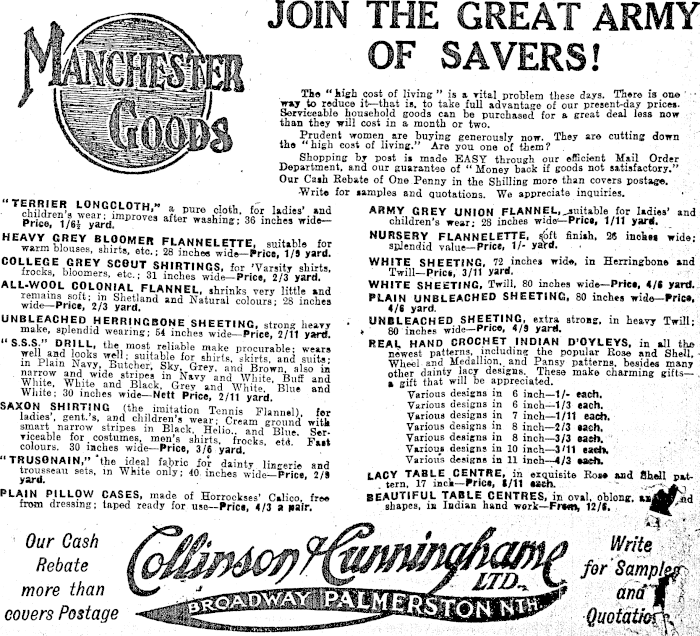 MANCHESTER
GOODS
JOIN THE GREAT ARMY
OF SAVERS!
The "high cost of living" is a vital problem these days. There is one
way to reduce it—that is, to take full advantage of our present-day prices.
Serviceable household goods can be purchased for a great deal less now
than they will cost in a month or two.
Prudent women are buying generously now. They are cutting down
the "high cost of living." Are you one of them?
Shopping by post is made EASY through our efficient Mail Order
Department, and our guarantee of "Money back if goods not satisfactory."
Our Cash Rebate of One Penny in the Shilling more than covers postage.
Write for samples and quotations. We appreciate inquiries.
"TERRIER LONGCLOTH," a pure cloth, for ladies' and
children's wear; improves after washing; 36 inches wide—
Price, 1/6½ yard.
HEAVY GREY BLOOMER FLANNELETTE, suitable for
warm blouses, shirts, etc.; 28 inches wide—Price, 1/9 yard.
COLLEGE GREY SCOUT SHIRTINGS, for 'Varsity shirts,
frocks, bloomers, etc.; 31 inches wide—Price, 2/3 yard.
ALL-WOOL COLONIAL FLANNEL, shrinks very little and
remains soft; in Shetland and Natural colours; 28 inches
wide—Price, 2/3 yard.
UNBLEACHED HERRINGBONE SHEETING, strong heavy
make, splendid wearing; 54 inches wide—Price, 2/11 yard.
"S.S.S." DRILL, the most reliable make procurable; wears
well and looks well; suitable for shirts, skirts, and suits;
in Plain Navy, Butcher, Sky, Grey, and Brown, also in
narrow and wide stripes in Navy and White, Buff and
White, White and Black, Grey and White, Blue and
White; 30 inches wide—Nett Price, 2/11 yard.
SAXON SHIRTING (the imitation Tennis Flannel), for
ladies', gent.'s, and children's wear; Cream ground with
smart narrow stripes in Black, Helio., and Blue. Ser-
viceable for costumes, men's shirts, frocks, etc. Fast
colours. 30 inches wide—Price, 3/6 yard.
"TRUSONAIN," the ideal fabric for dainty lingerie and
trousseau sets, in White only; 40 inches wide—Price, 2/9
yard.
PLAIN PILLOW CASES, made of Horrockses' Calico, free
from dressing; taped ready for use—Price, 4/3 a pair.
ARMY GREY UNION FLANNEL, suitable for ladies' and
children's wear; 28 inches wide—Price, 1/11 yard.
NURSERY FLANNELETTE, soft finish, 26 inches wide;
splendid value—Price, 1/- yard.
WHITE SHEETING, 72 inches wide, in Herringbone and
Twill—Price, 3/11 yard.
WHITE SHEETING, Twill, 80 inches wide—Price, 4/6 yard.
PLAIN UNBLEACHED SHEETING, 80 inches wide—Price,
4/6 yard.
UNBLEACHED SHEETING, extra strong, in heavy Twill;
80 inches wide—Price, 4/9 yard.
REAL HAND CROCHET INDIAN D'OYLEYS, in all the
newest patterns, including the popular Rose and Shell,
Wheel and Medallion, and Pansy patterns, besides many
other dainty lacy designs. These make charming gifts—
a gift that will be appreciated.
Various designs in 6 inch—1/- each.
Various designs in 6 inch—1/3 each.
Various designs in 7 inch—1/11 each.
Various designs in 8 inch—2/3 each.
Various designs in 8 inch—3/3 each.
Various designs in 10 inch—3/11 each.
Various designs in 11 inch—4/3 each.
LACY TABLE CENTRE, in exquisite Rose and Shell pat-
tern, 17 inch—Price, 8/11 each.
BEAUTIFUL TABLE CENTRES, in oval, oblong,
shapes, in Indian hand work—From, 12/6.
Our Cash
Rebate
more than
covers Postage
Collinson & Cunninghame
LTD.
BROADWAY PALMERSTON NTH.
Write
for Samples
and
Quotations